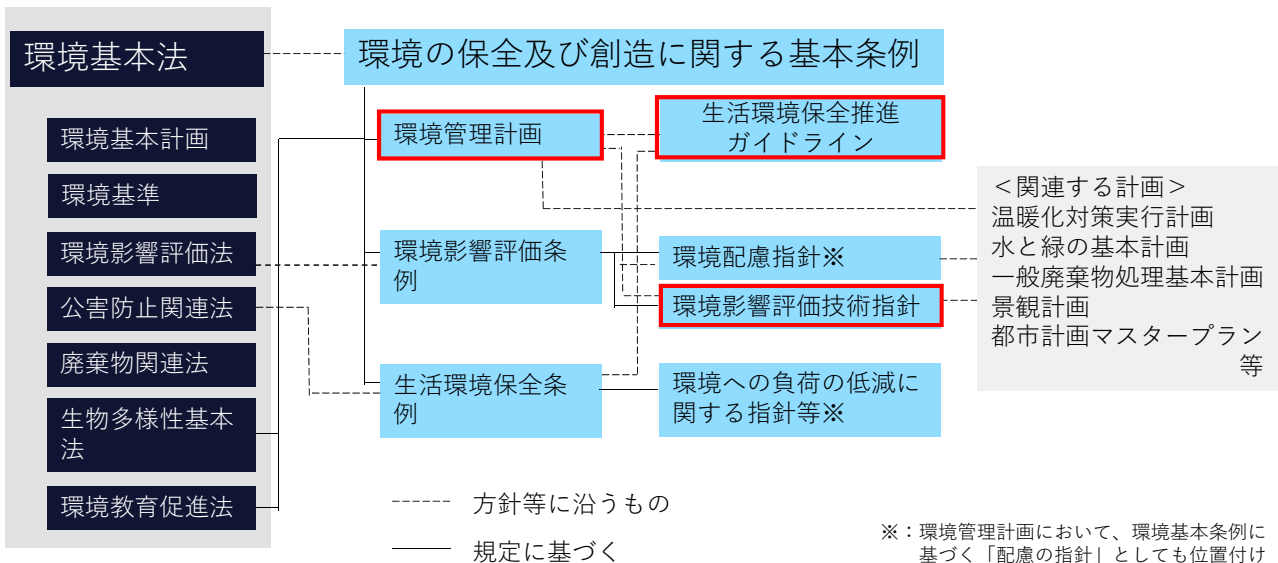 環境基本法
環境の保全及び創造に関する基本条例
環境基本計画
環境基準
環境影響評価法
公害防止関連法
廃棄物関連法
生物多様性基本
法
環境教育促進法
環境管理計画
環境影響評価条
例
生活環境保全条
例
生活環境保全推進
ガイドライン
環境配慮指針※
環境影響評価技術指針
環境への負荷の低減に
関する指針等※
＜関連する計画＞
温暖化対策実行計画
水と緑の基本計画
一般廃棄物処理基本計画
景観計画
都市計画マスタープラン
等
方針等に沿うもの
規定に基づく
※：環境管理計画において、環境基本条例に
基づく「配慮の指針」としても位置付け